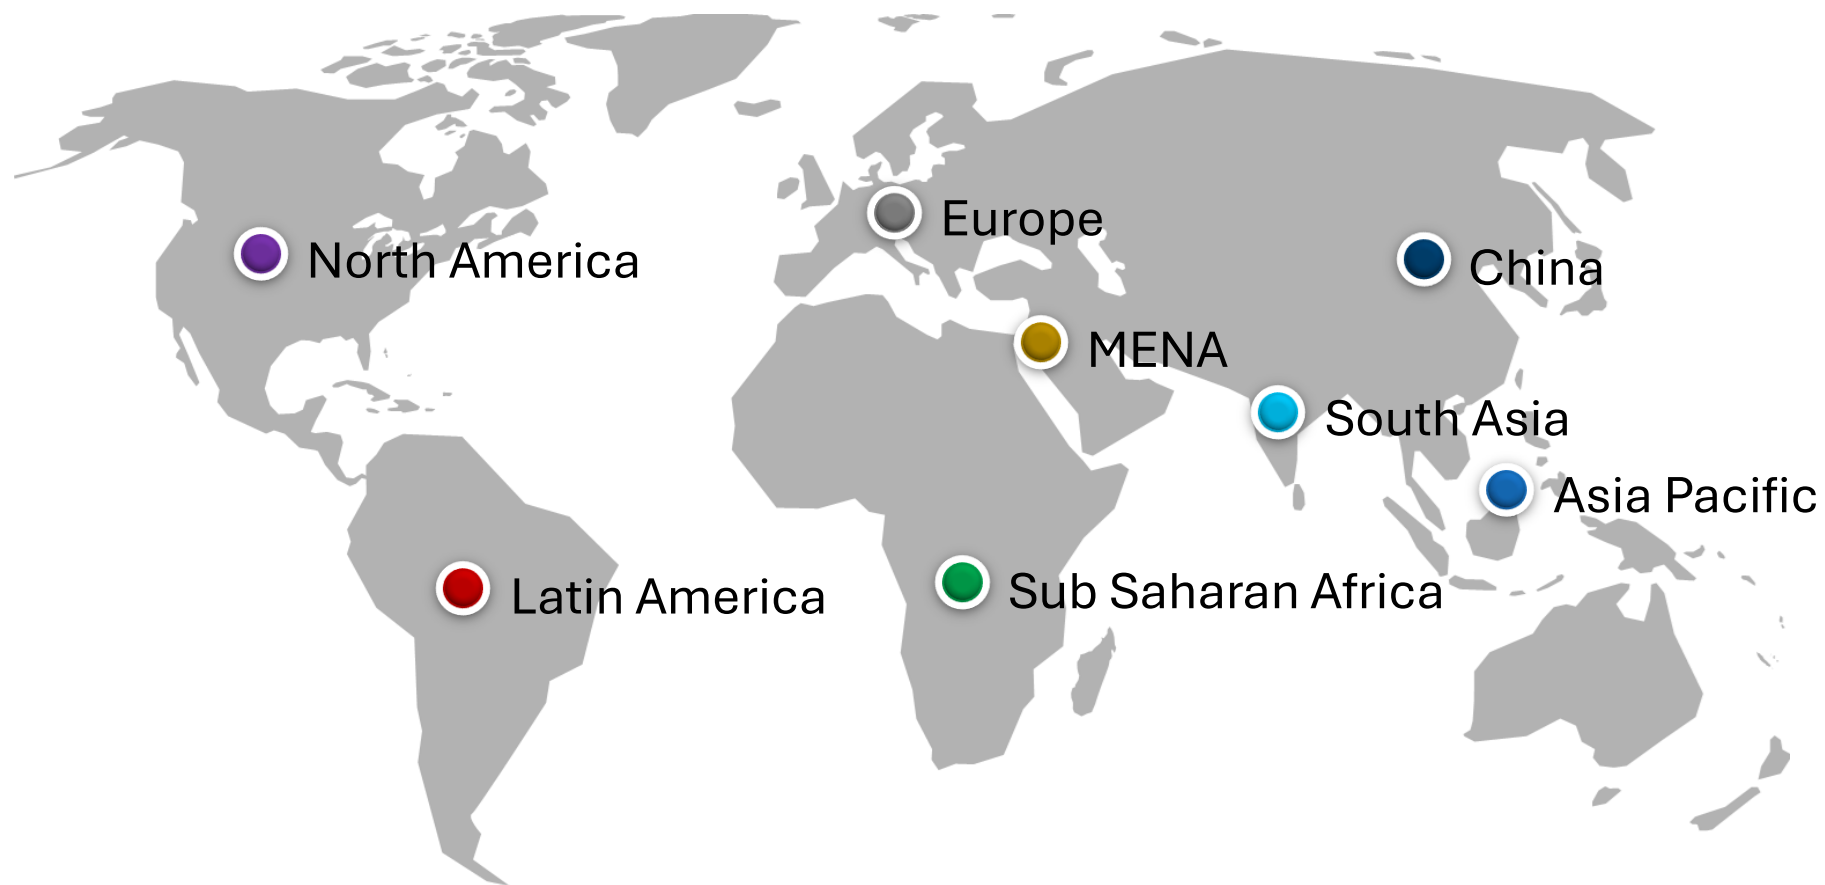 Europe
North America
China
MENA
South Asia
Asia Pacific
Latin America
Sub Saharan Africa